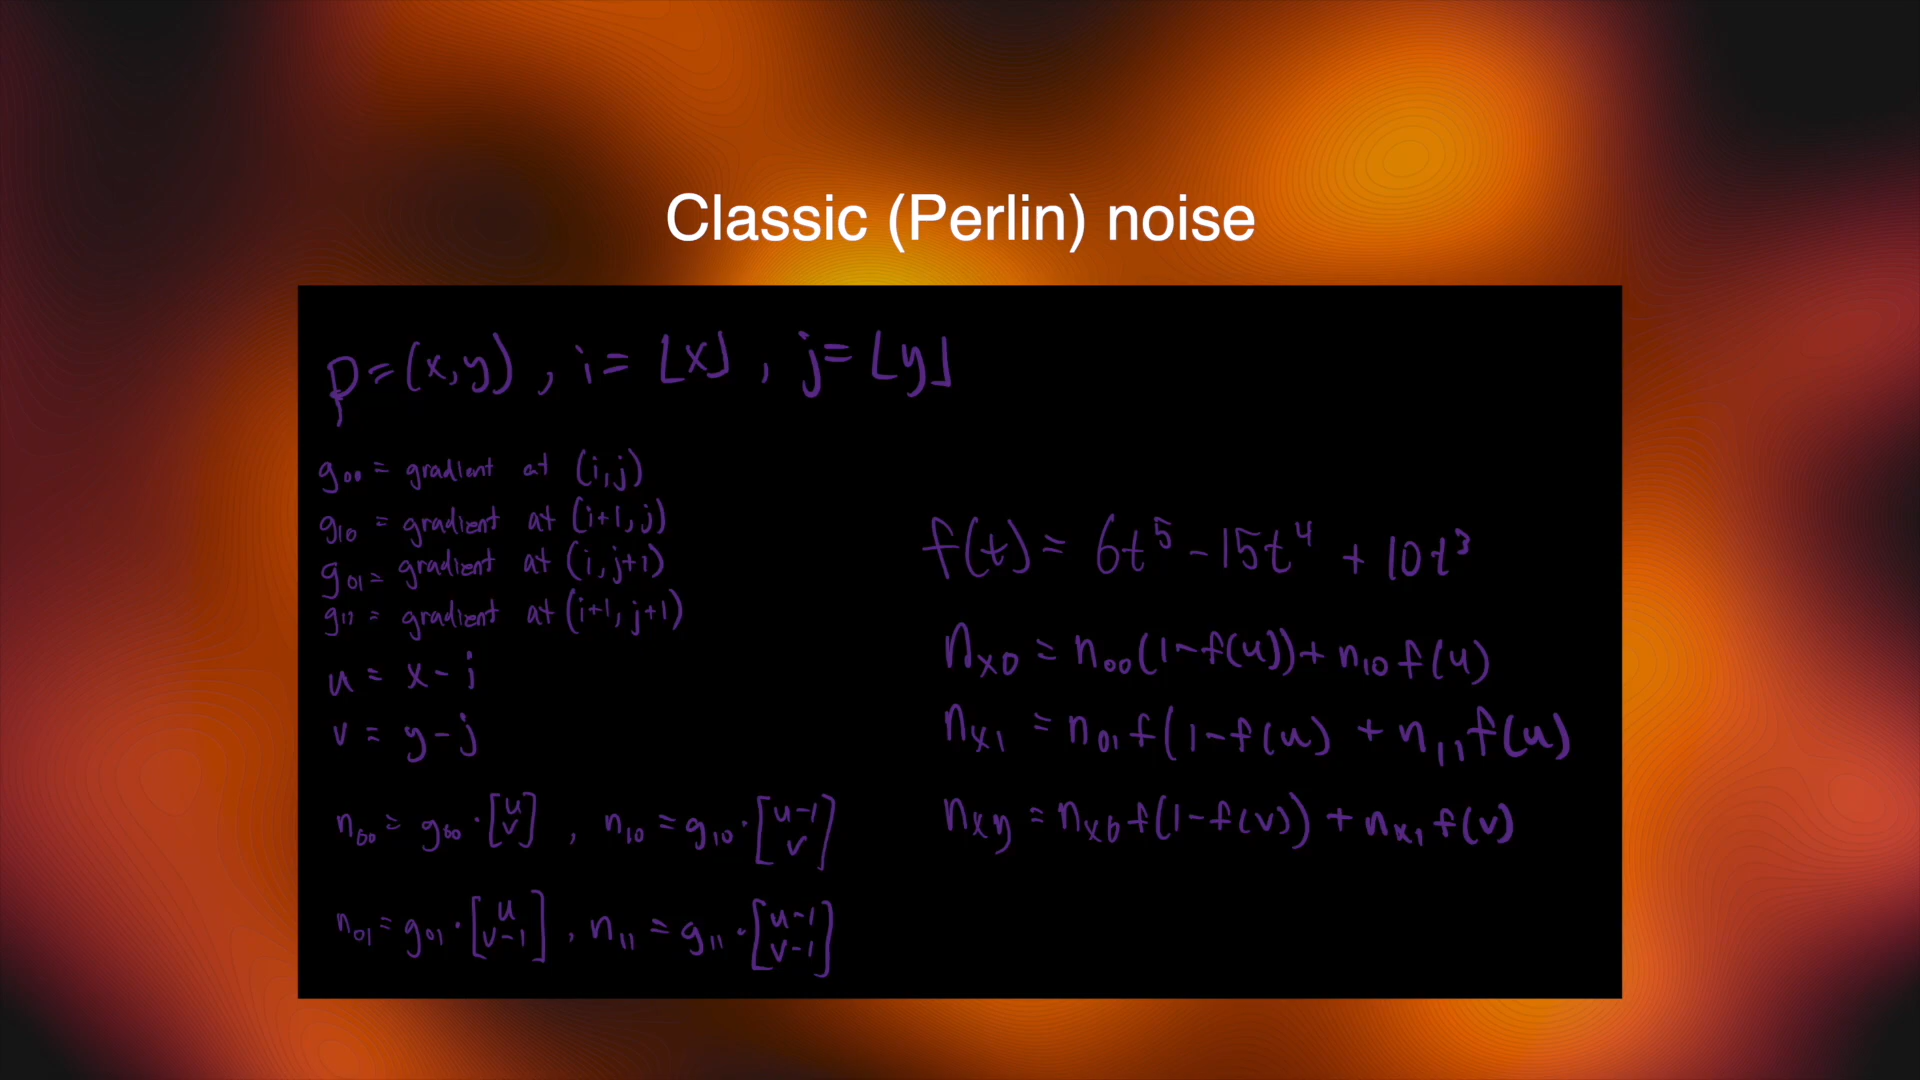 Classic (Perlin) noise
p = (x,y) , i = ⌊x⌋ , j = ⌊y⌋
g₀₀ = gradient at (i,j)
g₁₀ = gradient at (i+1,j)
g₀₁ = gradient at (i,j+1)
g₁₁ = gradient at (i+1, j+1)
u = x - j
v = y - j
n₀₀ = g₀₀ · [u v] , n₁₀ = g₁₀ · [u-1 v]
n₀₁ = g₀₁ · [u v-1] , n₁₁ = g₁₁ · [u-1 v-1]
f(t) = 6t⁵ - 15t⁴ + 10t³
nₓ₀ = n₀₀(1-f(u)) + n₁₀ f(u)
nₓ₁ = n₀₁ f(1-f(u) + n₁₁ f(u)
n_xy = nₓ₀ f(1-f(v)) + nₓ₁ f(v)